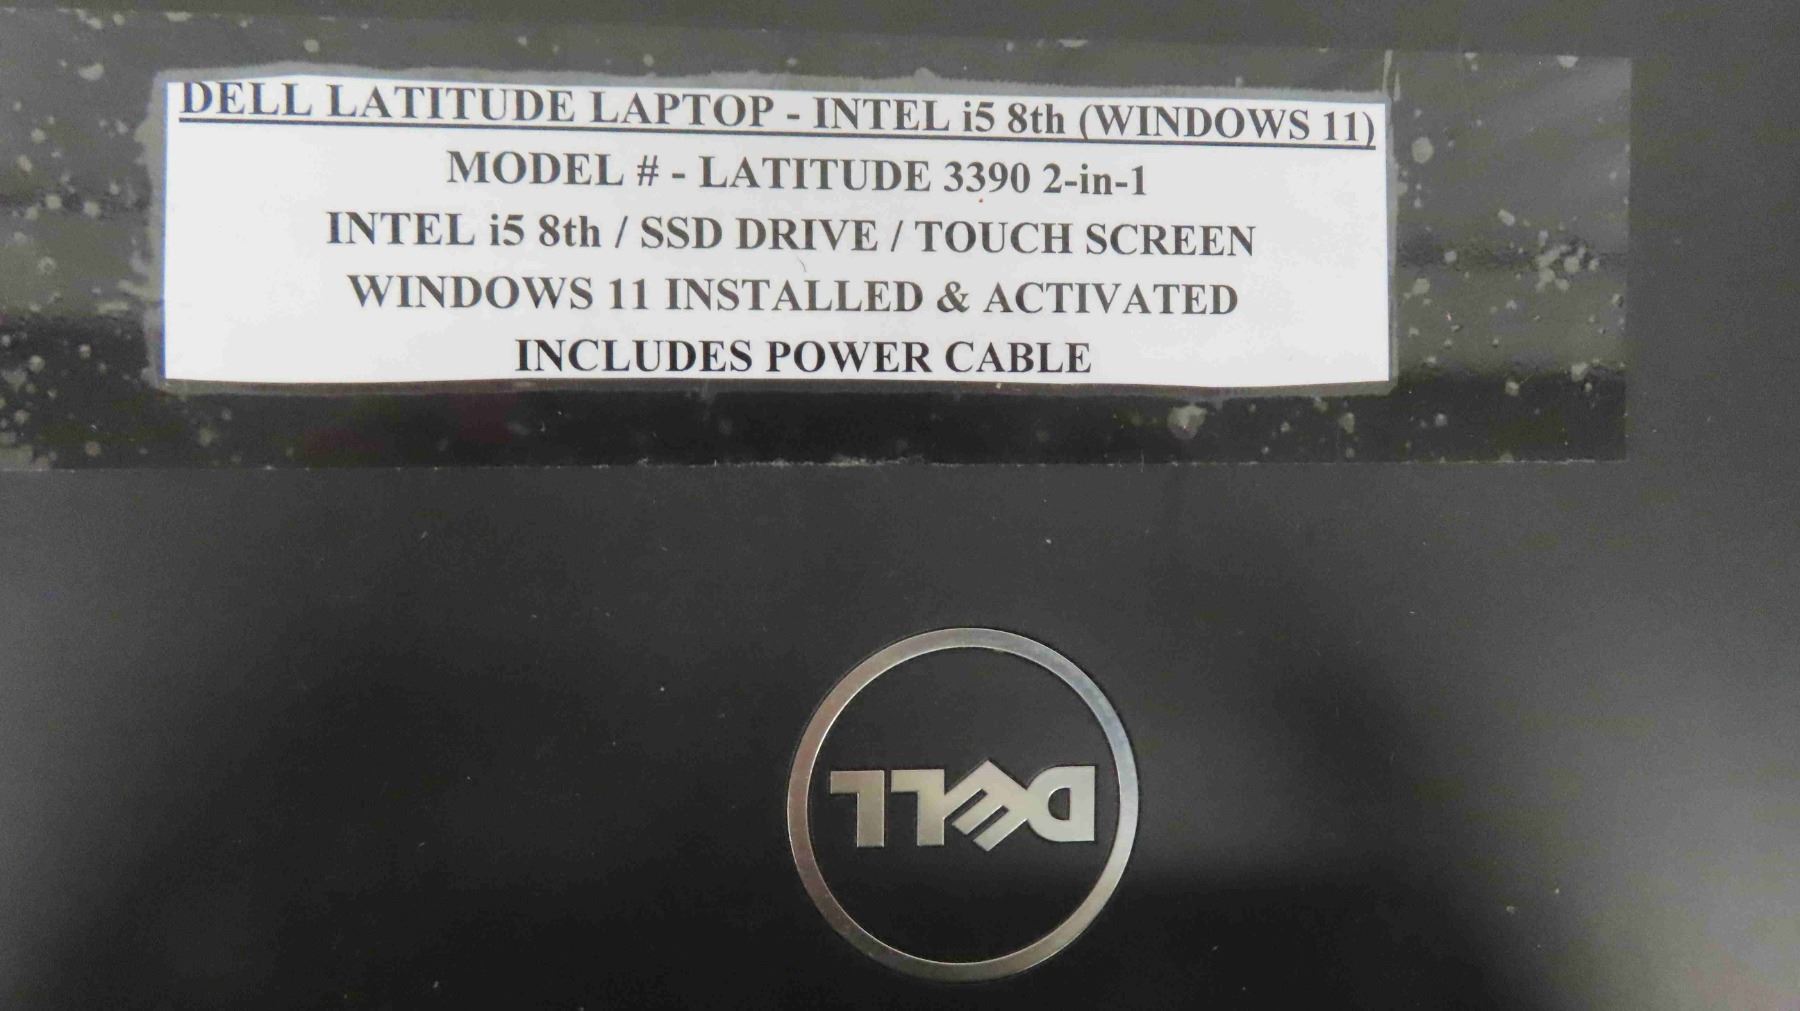 DELL LATITUDE LAPTOP - INTEL i5 8th (WINDOWS 11)
MODEL # - LATITUDE 3390 2-in-1
INTEL i5 8th / SSD DRIVE / TOUCH SCREEN
WINDOWS 11 INSTALLED & ACTIVATED
INCLUDES POWER CABLE
DELL